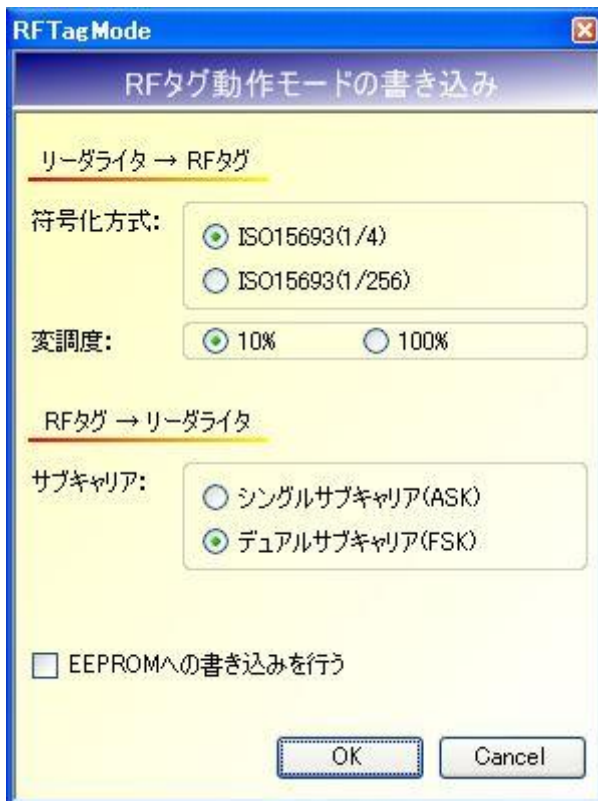 RFTagMode
RFタグ動作モードの書き込み
リーダライタ → RFタグ
符号化方式:
ISO15693(1/4)
ISO15693(1/256)
変調度:
10% 100%
RFタグ → リーダライタ
サブキャリア:
シングルサブキャリア(ASK)
デュアルサブキャリア(FSK)
EEPROMへの書き込みを行う
OK Cancel